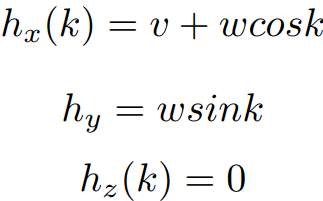 h_x(k) = v + wcosk
h_y = wsink
h_z(k) = 0